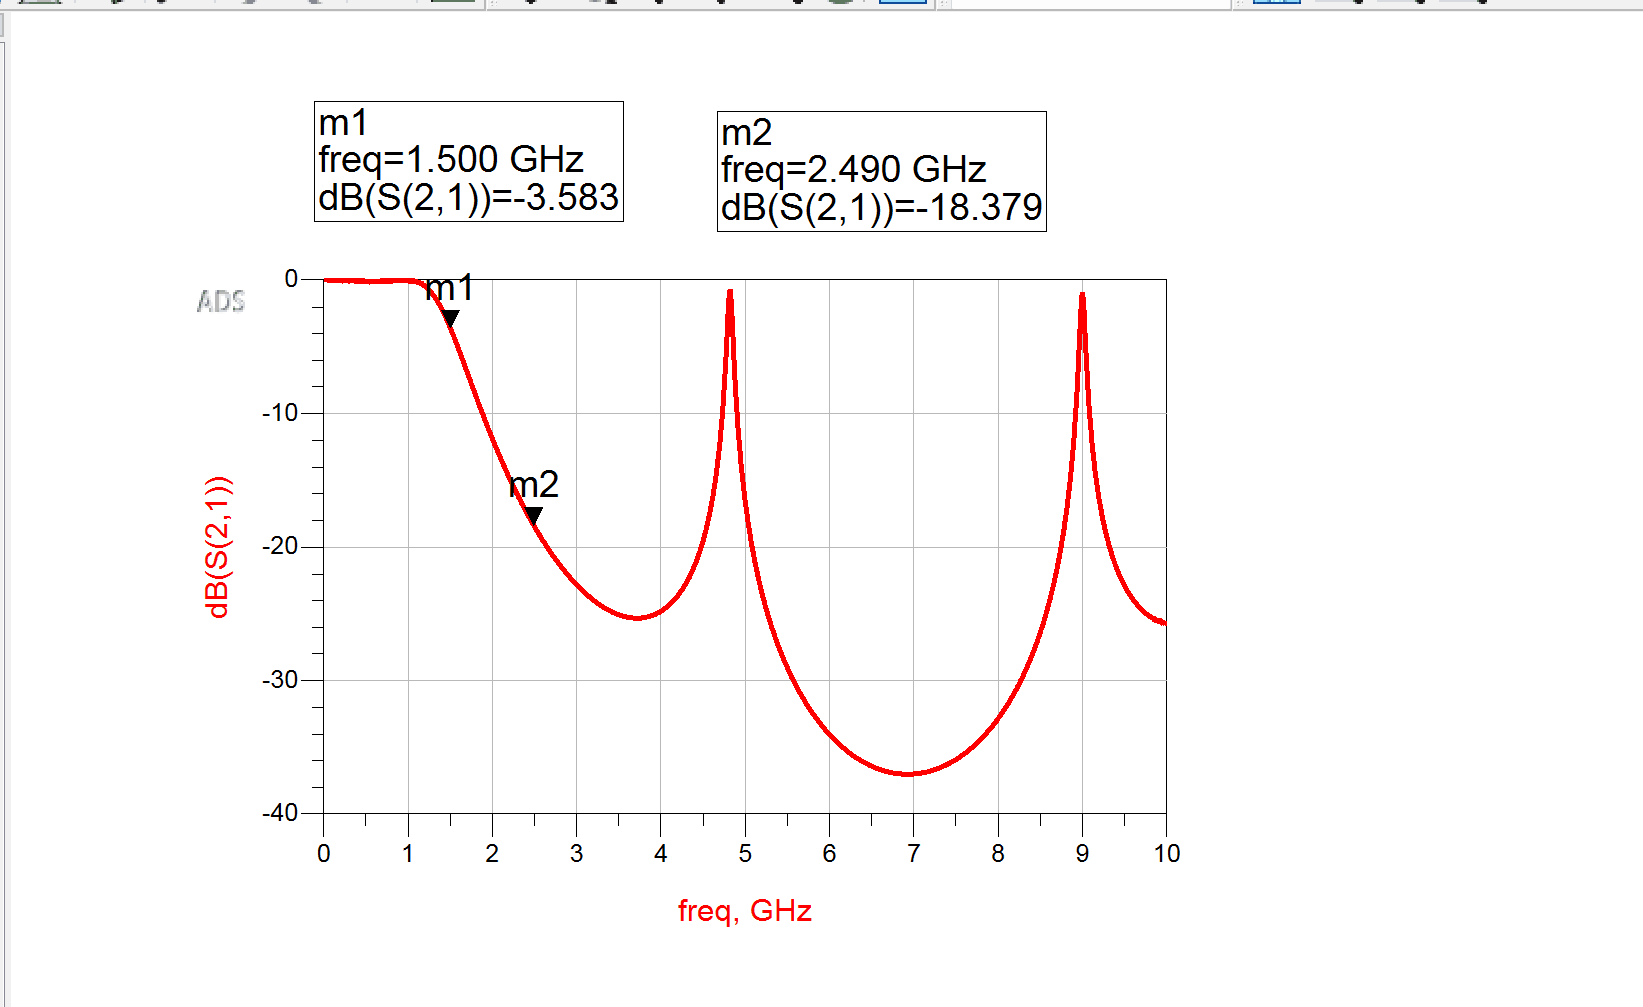 m1
freq=1.500 GHz
dB(S(2,1))=-3.583
m2
freq=2.490 GHz
dB(S(2,1))=-18.379
ADS
m1
m2
0
-10
-20
-30
-40
dB(S(2,1))
0 1 2 3 4 5 6 7 8 9 10
freq, GHz